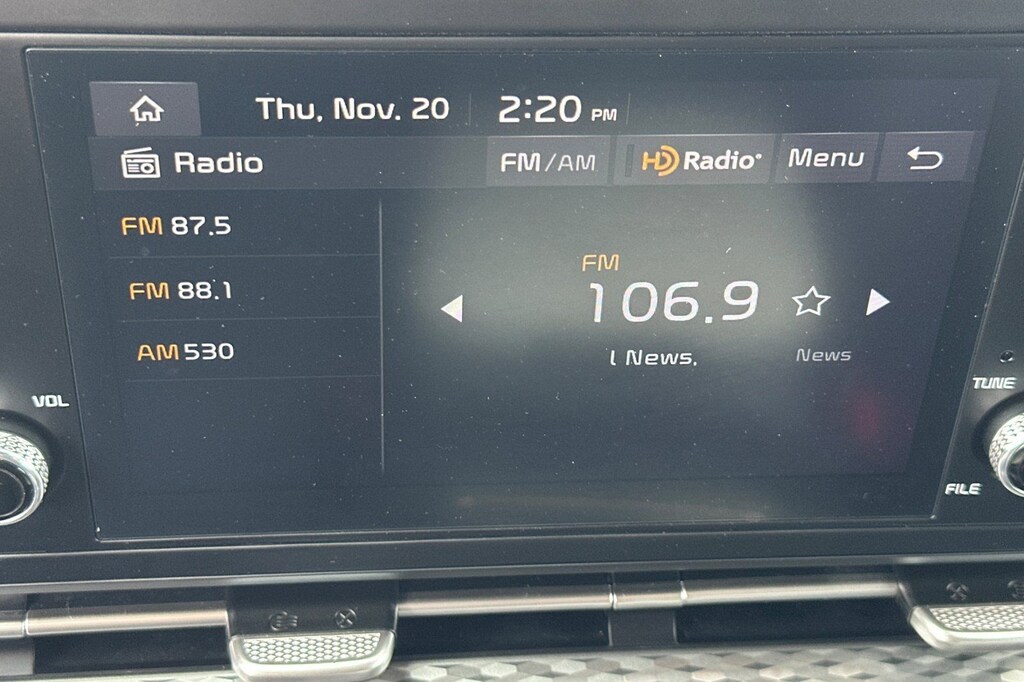 Thu, Nov. 20 2:20 PM
Radio FM/AM HD Radio Menu
FM 87.5
FM 88.1
AM 530
FM
106.9
l News,
News
VOL
TUNE
FILE